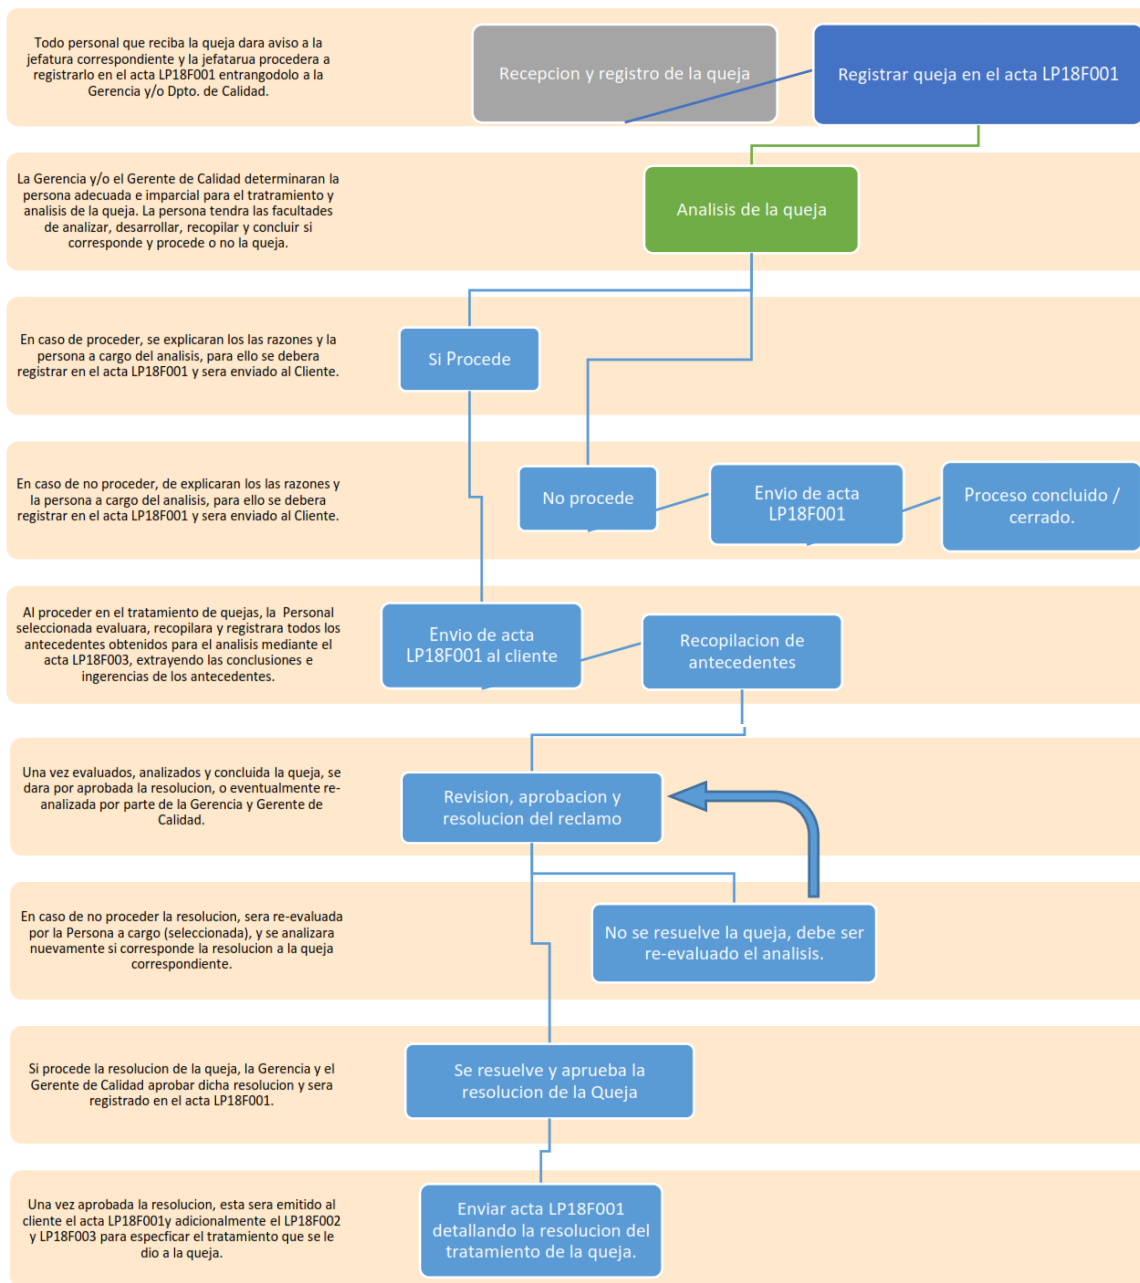 Todo personal que reciba la queja dara aviso a la
jefatura correspondiente y la jefatarua procedera a
registrarlo en el acta LP18F001 entrangodolo a la
Gerencia y/o Dpto. de Calidad.
Recepcion y registro de la queja
Registrar queja en el acta LP18F001
La Gerencia y/o el Gerente de Calidad determinaran la
persona adecuada e imparcial para el tratramiento y
analisis de la queja. La persona tendra las facultades
de analizar, desarrollar, recopilar y concluir si
corresponde y procede o no la queja.
Analisis de la queja
En caso de proceder, se explicaran los las razones y la
persona a cargo del analisis, para ello se debera
registrar en el acta LP18F001 y sera enviado al Cliente.
Si Procede
En caso de no proceder, de explicaran los las razones y
la persona a cargo del analisis, para ello se debera
registrar en el acta LP18F001 y sera enviado al Cliente.
No procede
Envio de acta
LP18F001
Proceso concluido /
cerrado.
Al proceder en el tratamiento de quejas, la  Personal
seleccionada evaluara, recopilara y registrara todos los
antecedentes obtenidos para el analisis mediante el
acta LP18F003, extrayendo las conclusiones e
ingerencias de los antecedentes.
Envio de acta
LP18F001 al cliente
Recopilacion de
antecedentes
Una vez evaluados, analizados y concluida la queja, se
dara por aprobada la resolucion, o eventualmente re-
analizada por parte de la Gerencia y Gerente de
Calidad.
Revision, aprobacion y
resolucion del reclamo
En caso de no proceder la resolucion, sera re-evaluada
por la Persona a cargo (seleccionada), y se analizara
nuevamente si corresponde la resolucion a la queja
correspondiente.
No se resuelve la queja, debe ser
re-evaluado el analisis.
Si procede la resolucion de la queja, la Gerencia y el
Gerente de Calidad aprobar dicha resolucion y sera
registrado en el acta LP18F001.
Se resuelve y aprueba la
resolucion de la Queja
Una vez aprobada la resolucion, esta sera emitido al
cliente el acta LP18F001y adicionalmente el LP18F002
y LP18F003 para especficar el tratamiento que se le
dio a la queja.
Enviar acta LP18F001
detallando la resolucion del
tratamiento de la queja.